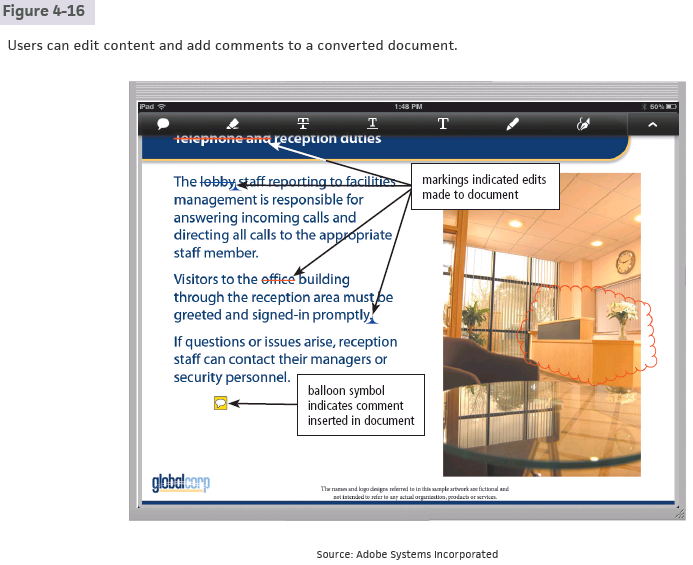 Figure 4-16
Users can edit content and add comments to a converted document.
iPad 1:48 PM 50%
T T T
Telephone and reception duties
The lobby staff reporting to facilities
management is responsible for
answering incoming calls and
directing all calls to the appropriate
staff member.
markings indicated edits
made to document
Visitors to the office building
through the reception area must be
greeted and signed-in promptly.
If questions or issues arise, reception
staff can contact their managers or
security personnel.
balloon symbol
indicates comment
inserted in document
globalcorp
The names and logo designs referred to in this sample artwork are fictional and
not intended to refer to any actual organization, products or services.
Source: Adobe Systems Incorporated